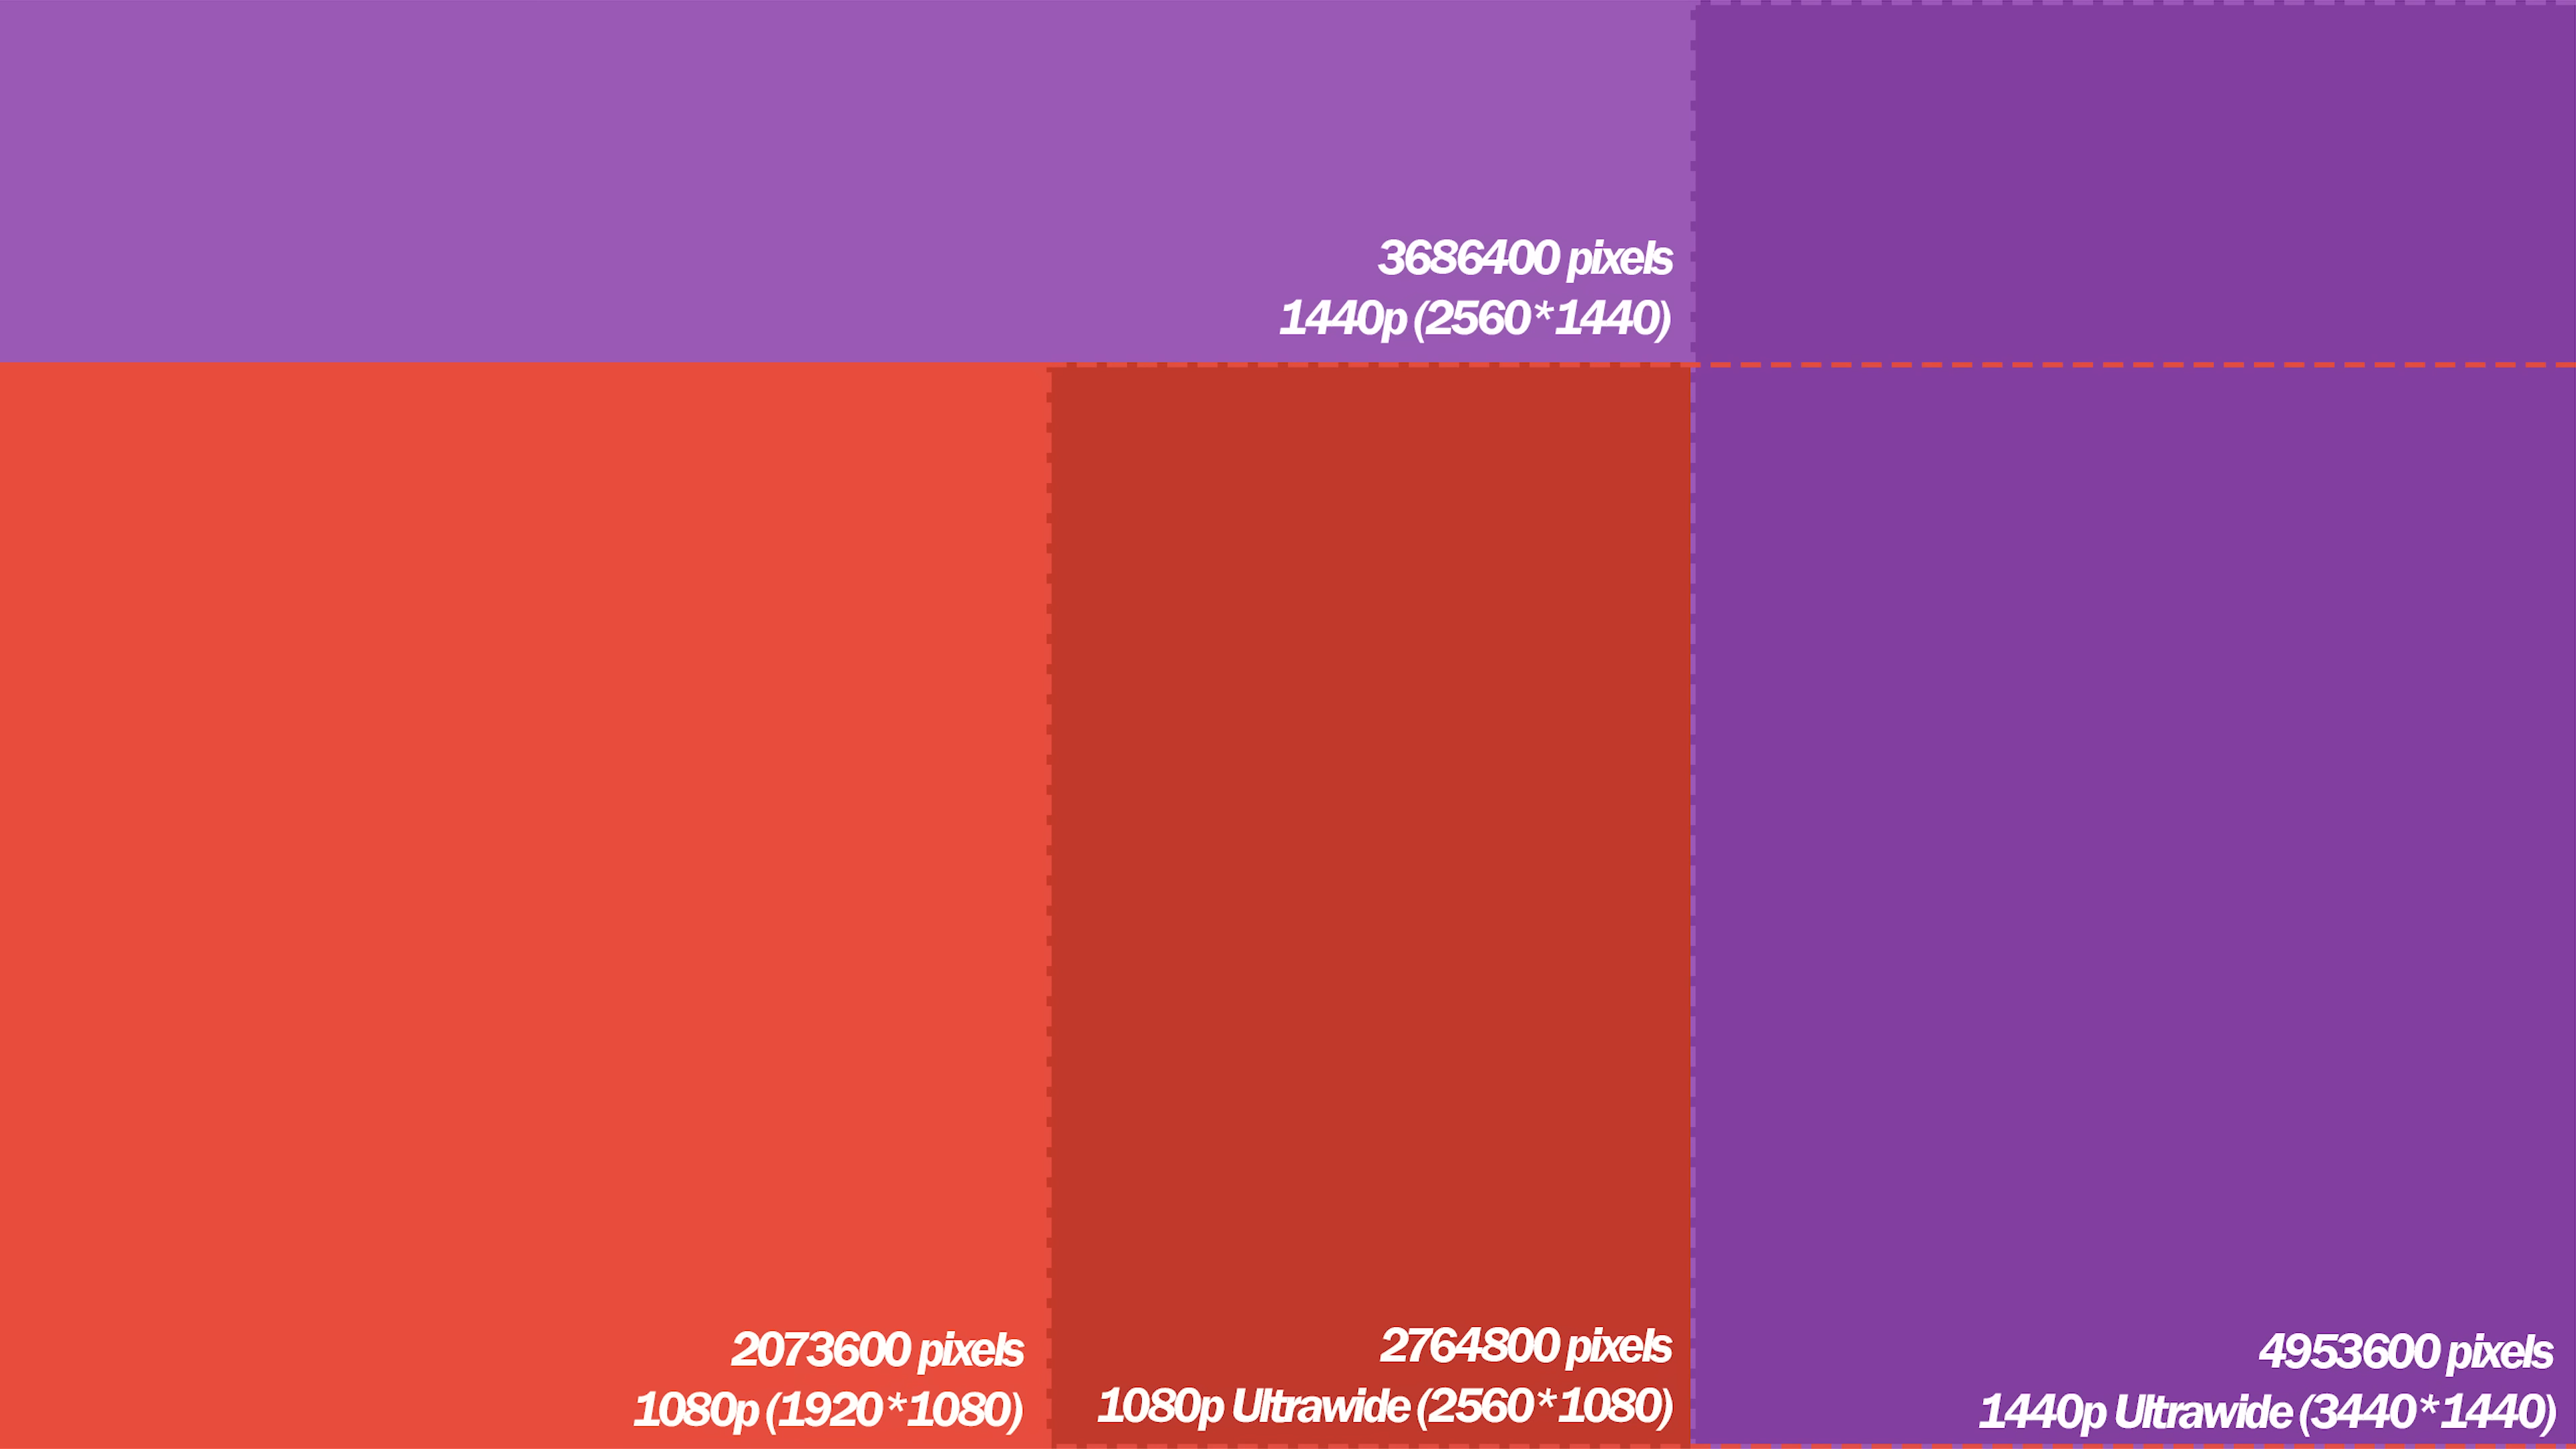 3686400 pixels
1440p (2560*1440)
2073600 pixels
1080p (1920*1080)
2764800 pixels
1080p Ultrawide (2560*1080)
4953600 pixels
1440p Ultrawide (3440*1440)